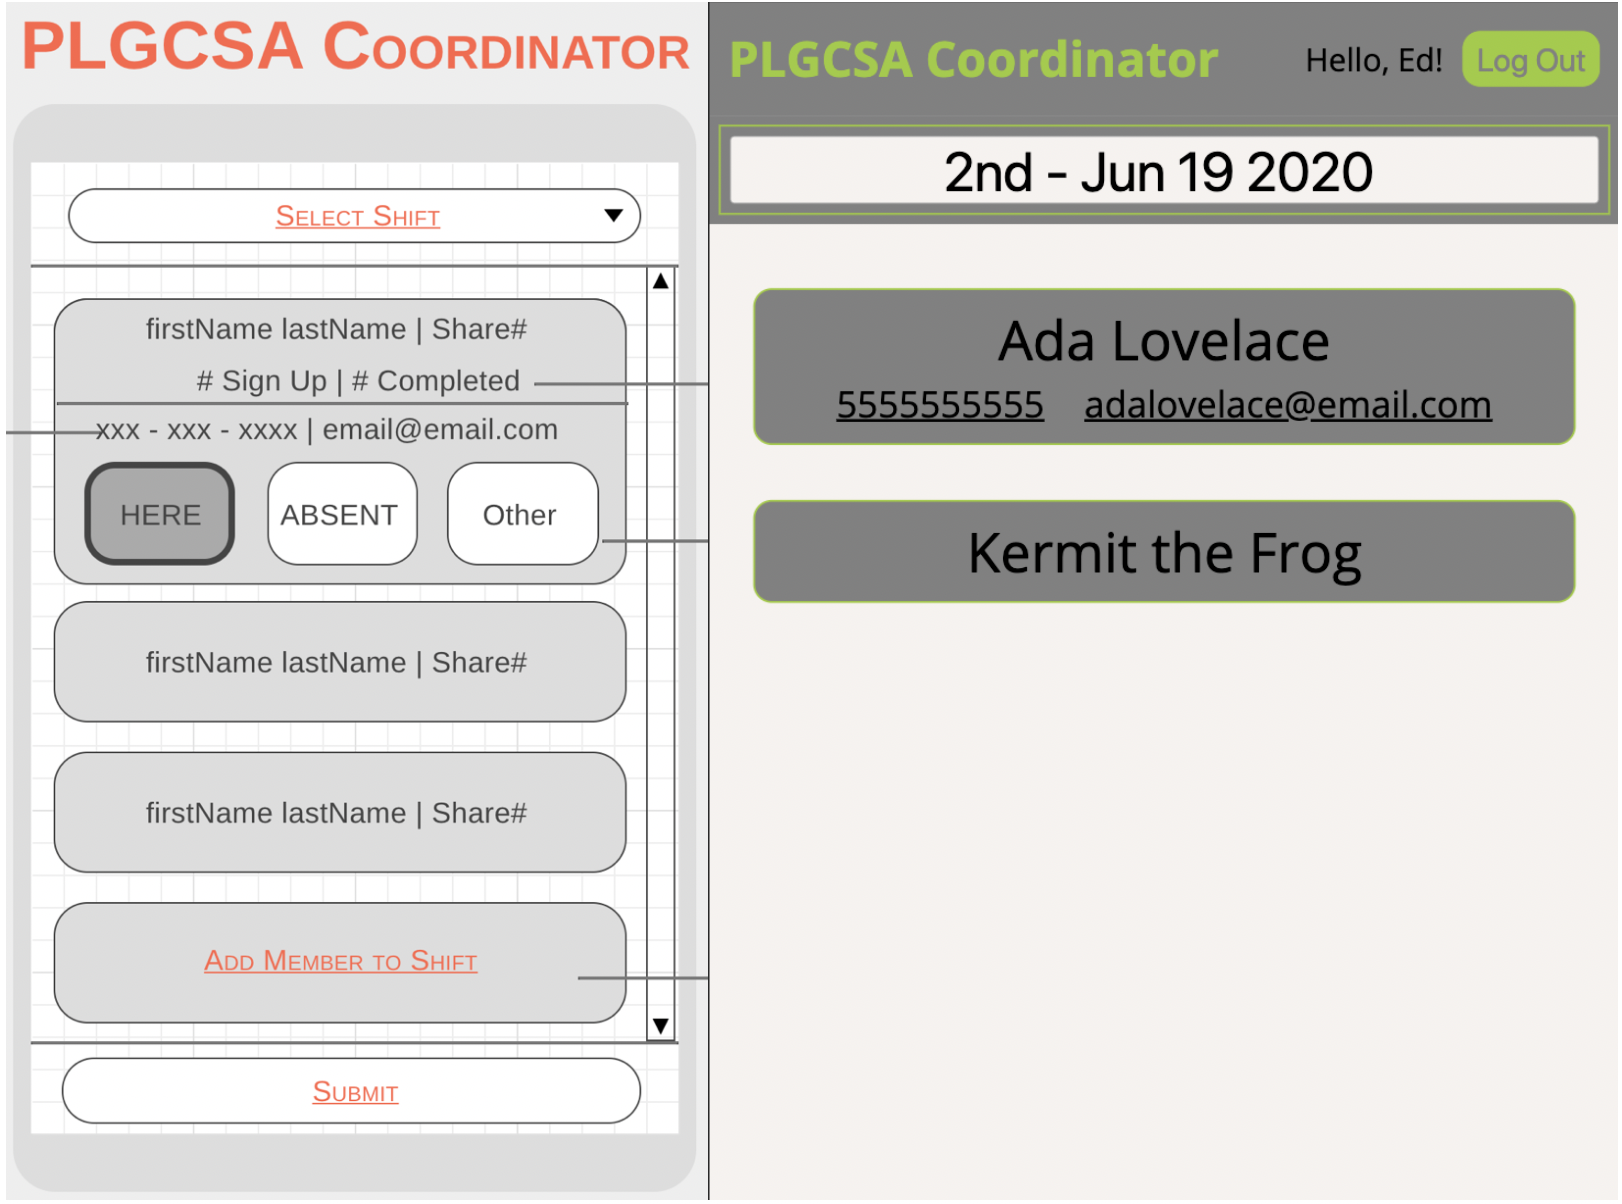 PLGCSA Coordinator
Select Shift
firstName lastName | Share#
# Sign Up | # Completed
xxx - xxx - xxxx | email@email.com
HERE ABSENT Other
firstName lastName | Share#
firstName lastName | Share#
Add Member to Shift
Submit
PLGCSA Coordinator Hello, Ed! Log Out
2nd - Jun 19 2020
Ada Lovelace
5555555555 adalovelace@email.com
Kermit the Frog